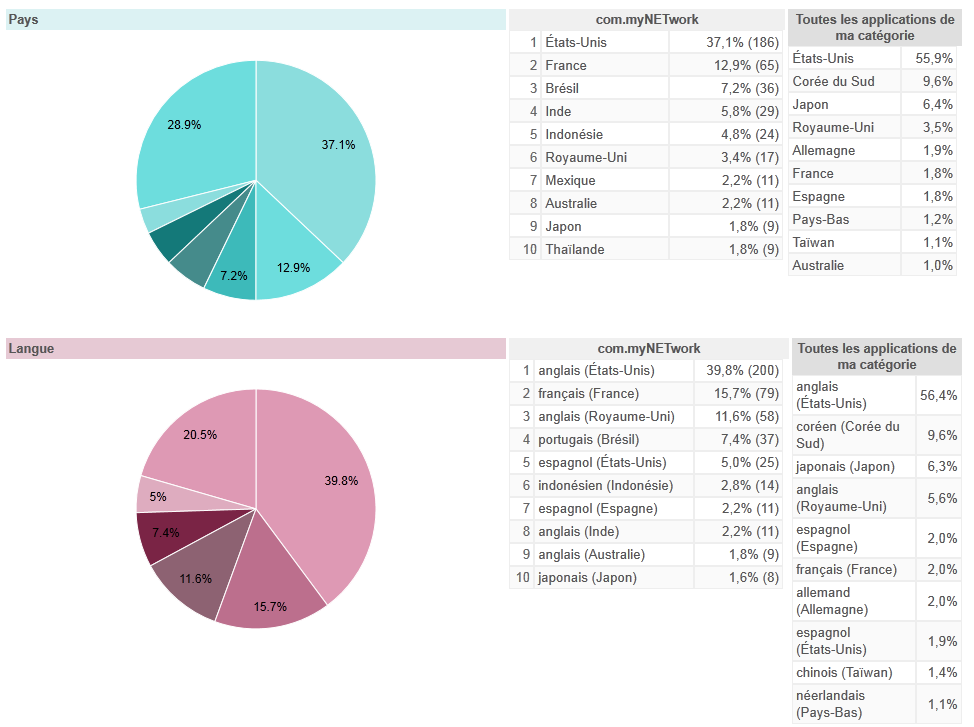 Pays
28.9%
37.1%
7.2%
12.9%
com.myNETwork
1 États-Unis 37,1% (186)
2 France 12,9% (65)
3 Brésil 7,2% (36)
4 Inde 5,8% (29)
5 Indonésie 4,8% (24)
6 Royaume-Uni 3,4% (17)
7 Mexique 2,2% (11)
8 Australie 2,2% (11)
9 Japon 1,8% (9)
10 Thaïlande 1,8% (9)
Toutes les applications de
ma catégorie
États-Unis 55,9%
Corée du Sud 9,6%
Japon 6,4%
Royaume-Uni 3,5%
Allemagne 1,9%
France 1,8%
Espagne 1,8%
Pays-Bas 1,2%
Taïwan 1,1%
Australie 1,0%
Langue
20.5%
39.8%
5%
7.4%
11.6%
15.7%
com.myNETwork
1 anglais (États-Unis) 39,8% (200)
2 français (France) 15,7% (79)
3 anglais (Royaume-Uni) 11,6% (58)
4 portugais (Brésil) 7,4% (37)
5 espagnol (États-Unis) 5,0% (25)
6 indonésien (Indonésie) 2,8% (14)
7 espagnol (Espagne) 2,2% (11)
8 anglais (Inde) 2,2% (11)
9 anglais (Australie) 1,8% (9)
10 japonais (Japon) 1,6% (8)
Toutes les applications de
ma catégorie
anglais
(États-Unis) 56,4%
coréen (Corée du
Sud) 9,6%
japonais (Japon) 6,3%
anglais
(Royaume-Uni) 5,6%
espagnol
(Espagne) 2,0%
français (France) 2,0%
allemand
(Allemagne) 2,0%
espagnol
(États-Unis) 1,9%
chinois (Taïwan) 1,4%
néerlandais
(Pays-Bas) 1,1%